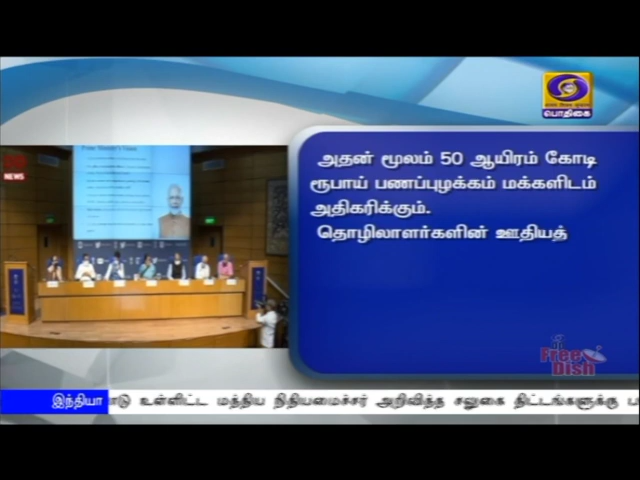 பொதிகை
அதன் மூலம் 50 ஆயிரம் கோடி
ரூபாய் பணப்புழக்கம் மக்களிடம்
அதிகரிக்கும்.
தொழிலாளர்களின் ஊதியத்
NEWS
Free
Dish
இந்தியா
ாடு உள்ளிட்ட மத்திய நிதியமைச்சர் அறிவித்த சலுகை திட்டங்களுக்கு ப